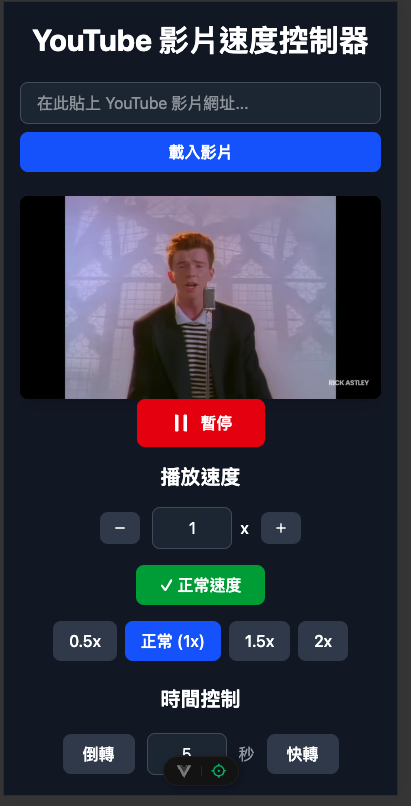 YouTube 影片速度控制器
在此貼上 YouTube 影片網址...
載入影片
RICK ASTLEY
暫停
播放速度
− 1 x +
✓ 正常速度
0.5x 正常 (1x) 1.5x 2x
時間控制
倒轉 5 秒 快轉